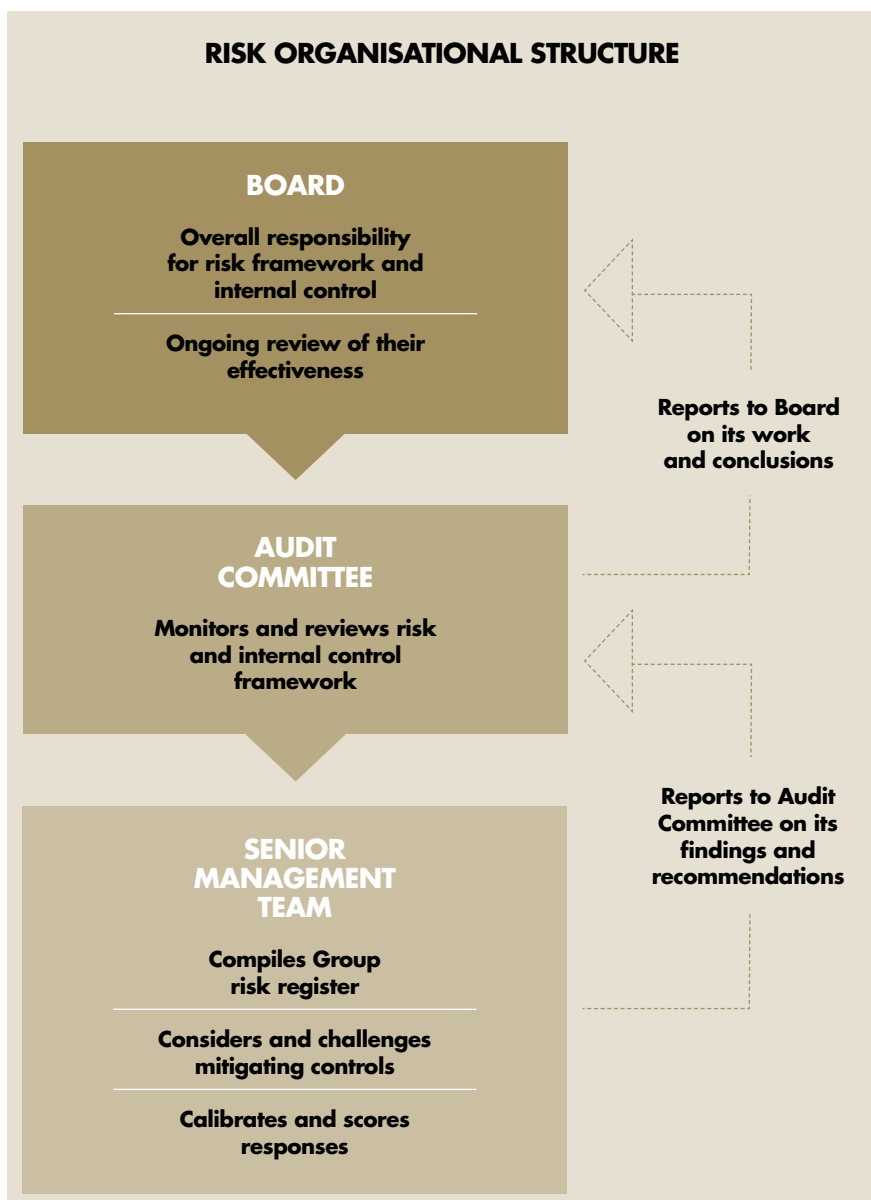 RISK ORGANISATIONAL STRUCTURE
BOARD
Overall responsibility
for risk framework and
internal control
Ongoing review of their
effectiveness
Reports to Board
on its work
and conclusions
AUDIT
COMMITTEE
Monitors and reviews risk
and internal control
framework
Reports to Audit
Committee on its
findings and
recommendations
SENIOR
MANAGEMENT
TEAM
Compiles Group
risk register
Considers and challenges
mitigating controls
Calibrates and scores
responses